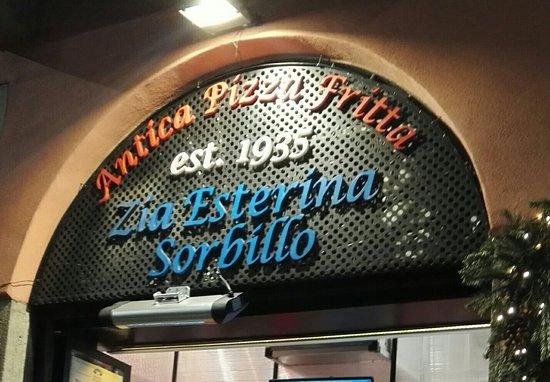 Antica Pizza Fritta
est. 1935
Zia Esterina
Sorbillo